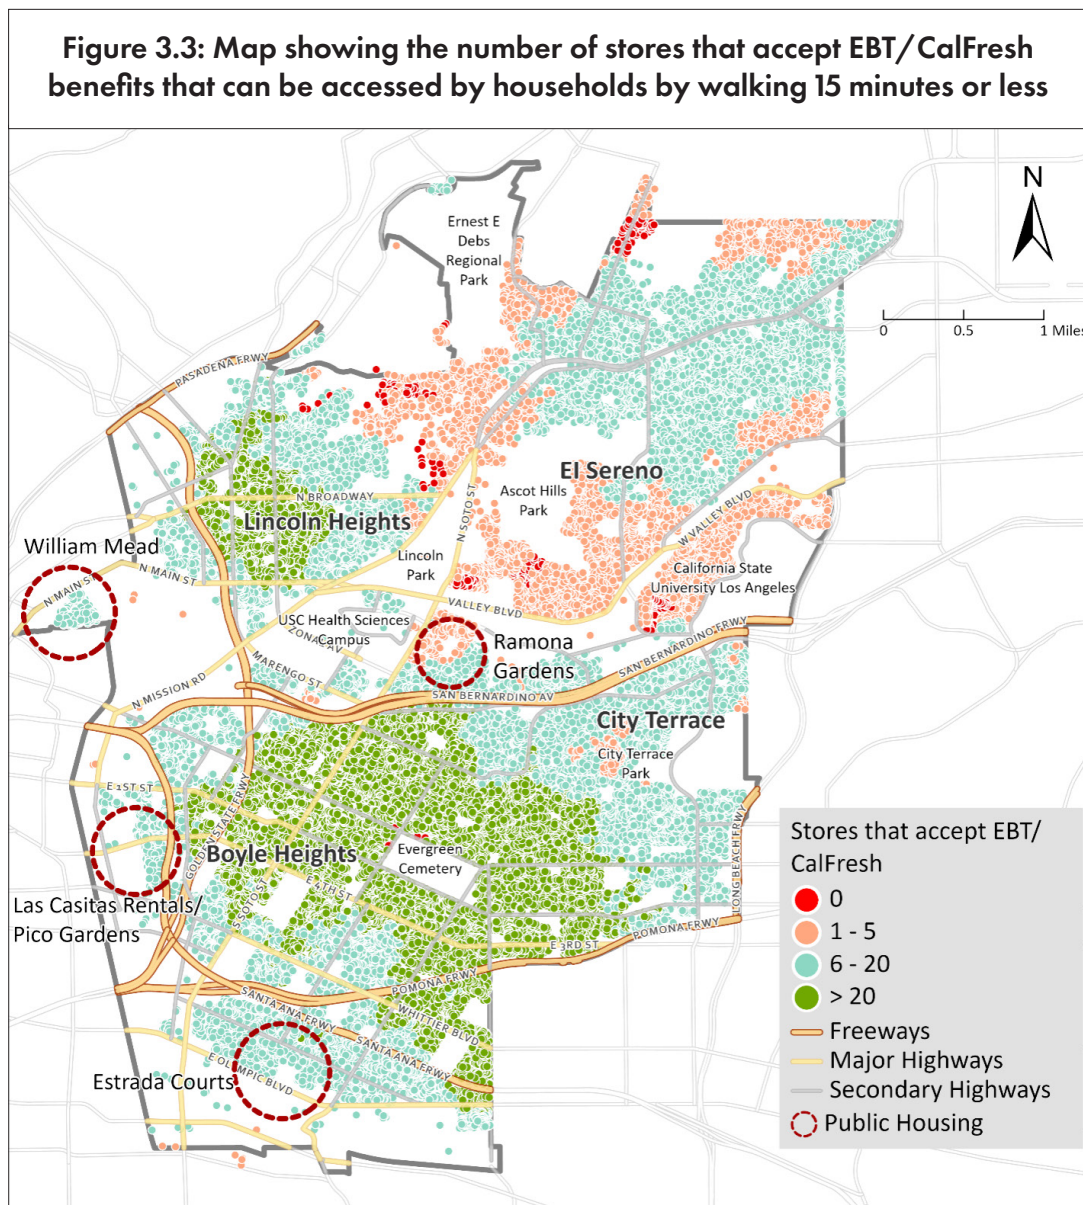 Figure 3.3: Map showing the number of stores that accept EBT/CalFresh
benefits that can be accessed by households by walking 15 minutes or less
N
0 0.5 1 Miles
Ernest E
Debs
Regional
Park
PASADENA FRWY
El Sereno
Ascot Hills
Park
N BROADWAY
Lincoln Heights
N SOTO ST
W VALLEY BLVD
William Mead
N MAIN ST
N MAIN ST
Lincoln
Park
California State
University Los Angeles
VALLEY BLVD
USC Health Sciences
Campus
ZONAL AV
Ramona
Gardens
MARENGO ST
N MISSION RD
SAN BERNARDINO FRWY
SAN BERNARDINO AV
City Terrace
City Terrace
Park
E 1ST ST
GOLDEN STATE FRWY
Boyle Heights
Evergreen
Cemetery
E 4TH ST
S SOTO ST
LONG BEACH FRWY
Las Casitas Rentals/
Pico Gardens
E 3RD ST
POMONA FRWY
POMONA FRWY
SANTA ANA FRWY
WHITTIER BLVD
SANTA ANA FRWY
E OLYMPIC BLVD
Estrada Courts
Stores that accept EBT/
CalFresh
0
1 - 5
6 - 20
> 20
Freeways
Major Highways
Secondary Highways
Public Housing